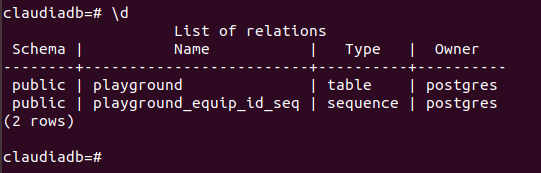 claudiadb=# \d
                    List of relations
 Schema |          Name           |   Type   |  Owner
--------+-------------------------+----------+----------
 public | playground              | table    | postgres
 public | playground_equip_id_seq | sequence | postgres
(2 rows)

claudiadb=#